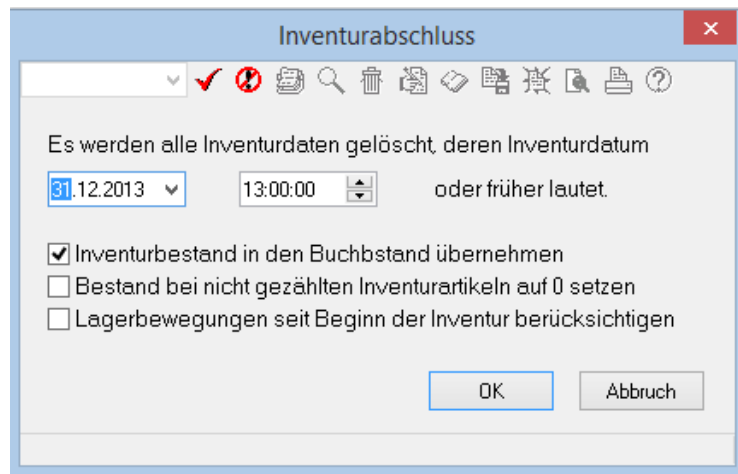 Inventurabschluss
Es werden alle Inventurdaten gelöscht, deren Inventurdatum
31.12.2013 13:00:00 oder früher lautet.
Inventurbestand in den Buchbstand übernehmen
Bestand bei nicht gezählten Inventurartikeln auf 0 setzen
Lagerbewegungen seit Beginn der Inventur berücksichtigen
OK Abbruch